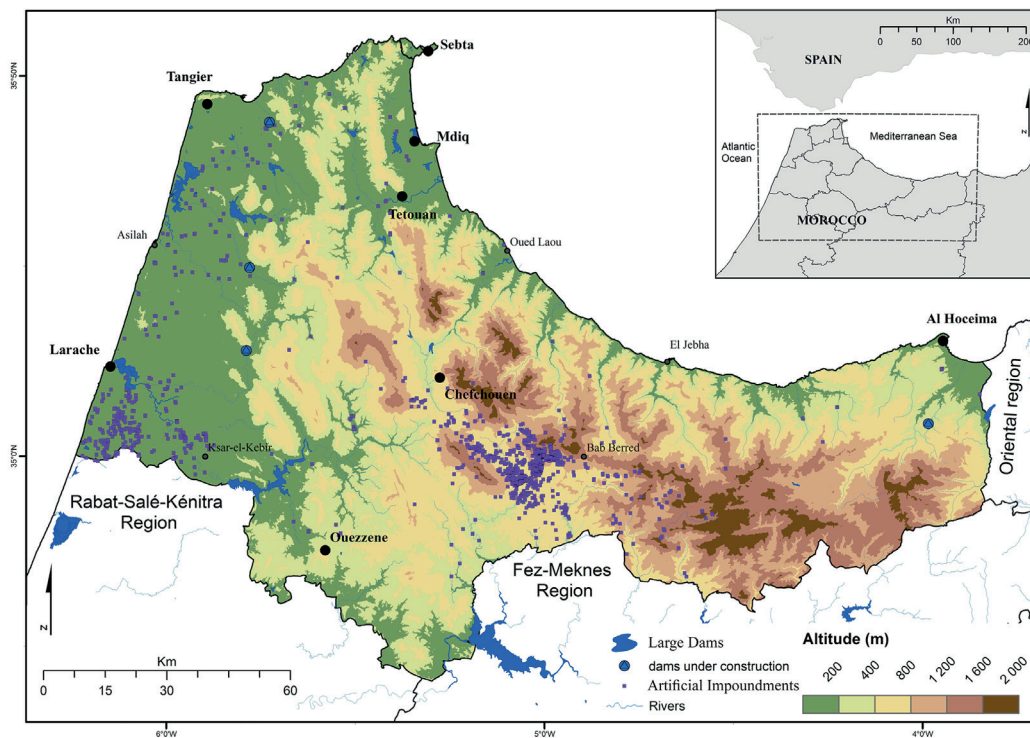 Km
0 50 100 200
SPAIN
N
Atlantic
Ocean
Mediterranean Sea
MOROCCO
35°50'N
Sebta
Tangier
Mdiq
Tetouan
Asilah
Oued Laou
Larache
El Jebha
Al Hoceima
Chefchouen
Oriental region
Ksar-el-Kebir
Bab Berred
35°0'N
Rabat-Salé-Kénitra
Region
Ouezzene
Fez-Meknes
Region
N
Km
0 15 30 60
Large Dams
dams under construction
Artificial Impoundments
Rivers
Altitude (m)
200 400 800 1 200 1 600 2 000
6°0'W 5°0'W 4°0'W